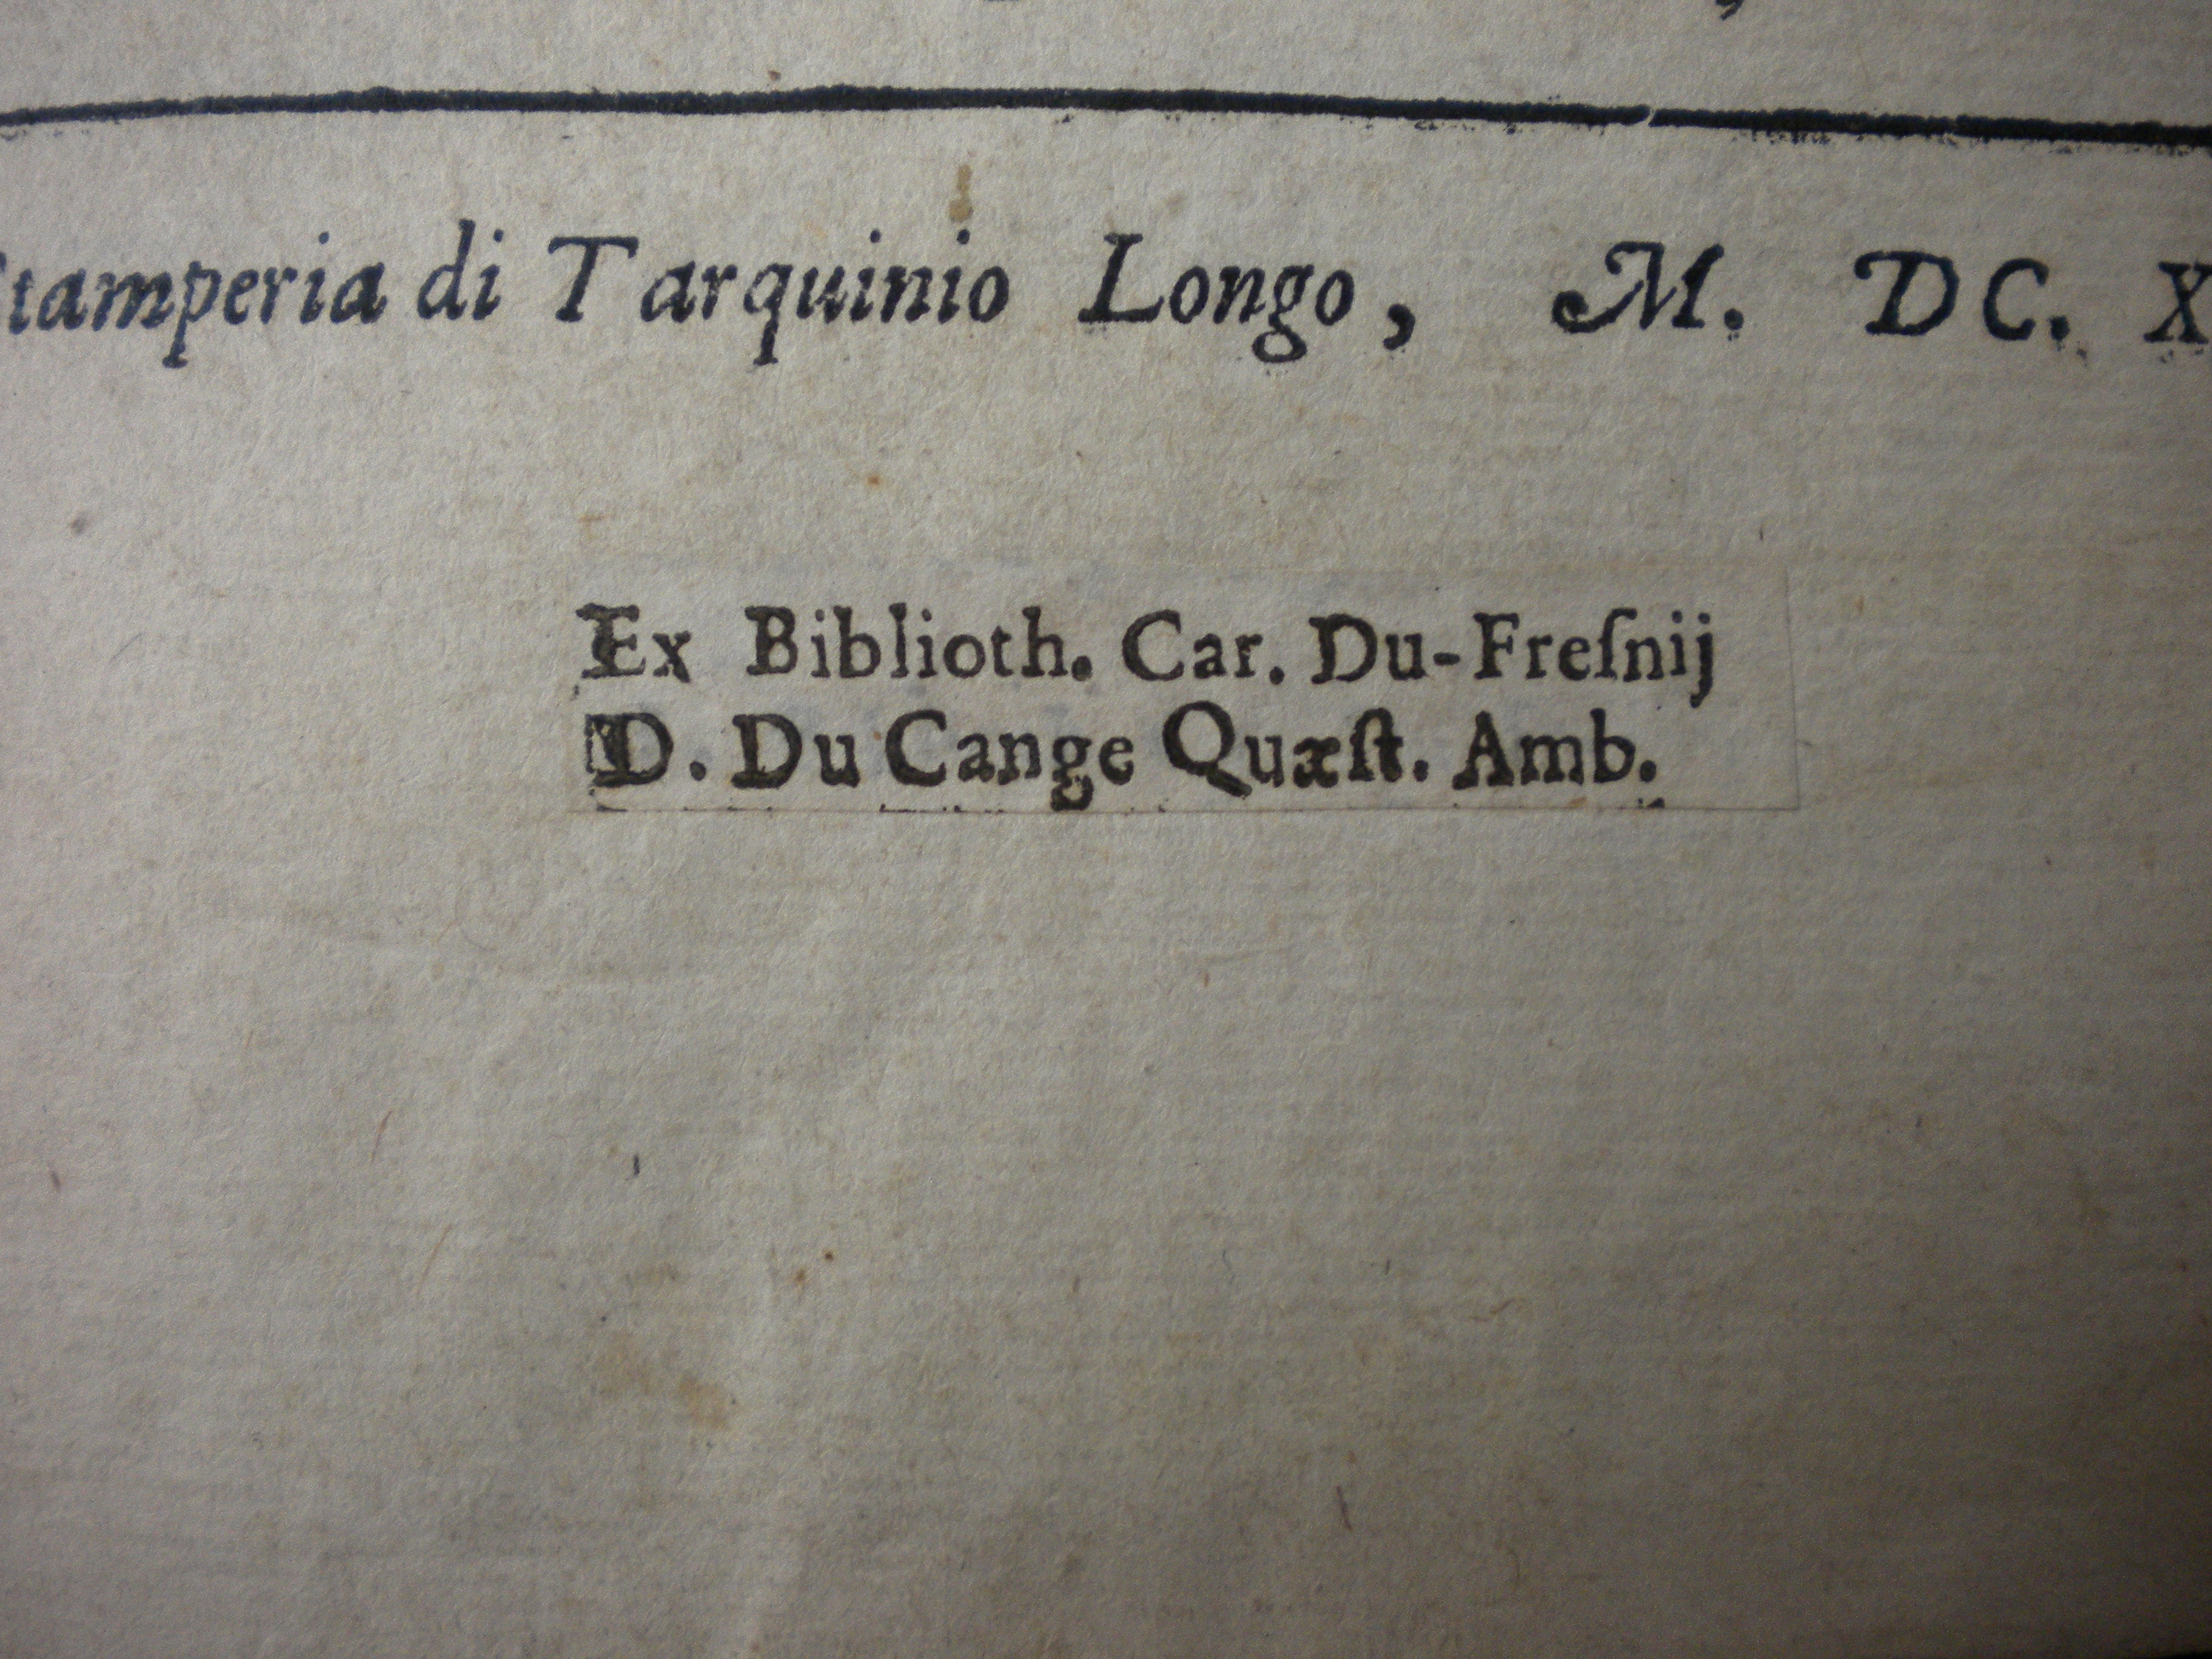 Stamperia di Tarquinio Longo, M. DC. X
Ex Biblioth. Car. Du-Freſnij
D. Du Cange Quæſt. Amb.